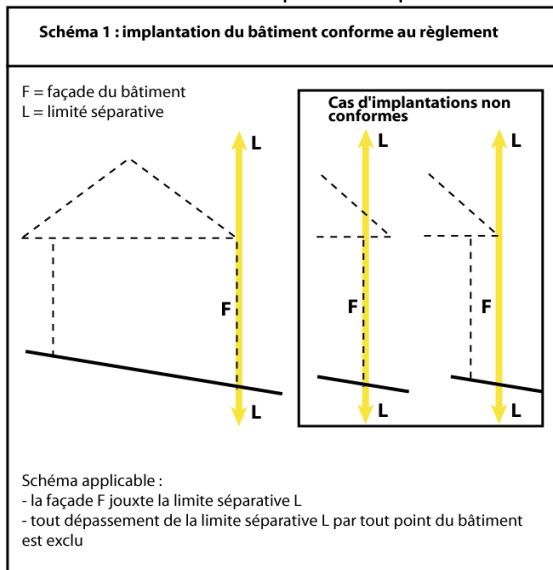 Schéma 1 : implantation du bâtiment conforme au règlement
F = façade du bâtiment
L = limité séparative
Cas d'implantations non
conformes
L
L
L
F
F
F
L
L
L
Schéma applicable :
- la façade F jouxte la limite séparative L
- tout dépassement de la limite séparative L par tout point du bâtiment
est exclu